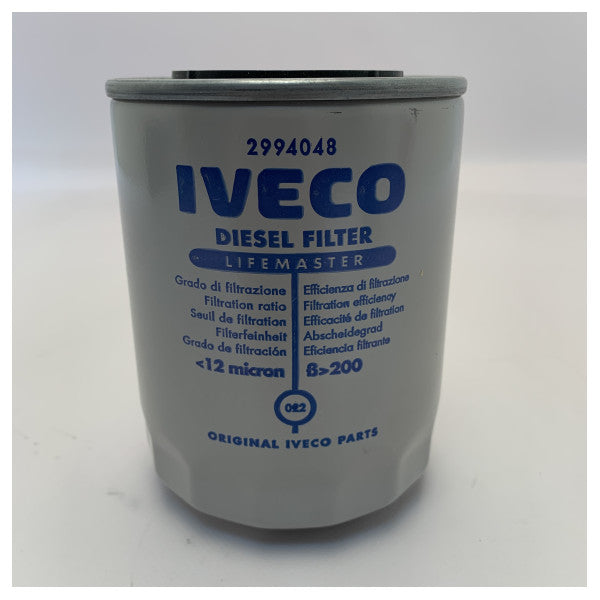 2994048
IVECO
DIESEL FILTER
LIFEMASTER
Grado di filtrazione
Filtration ratio
Seuil de filtration
Filterfeinheit
Grado de filtración
<12 micron
Efficienza di filtrazione
Filtration efficiency
Efficacité de filtration
Abscheidegrad
Eficiencia filtrante
ß>200
ORIGINAL IVECO PARTS